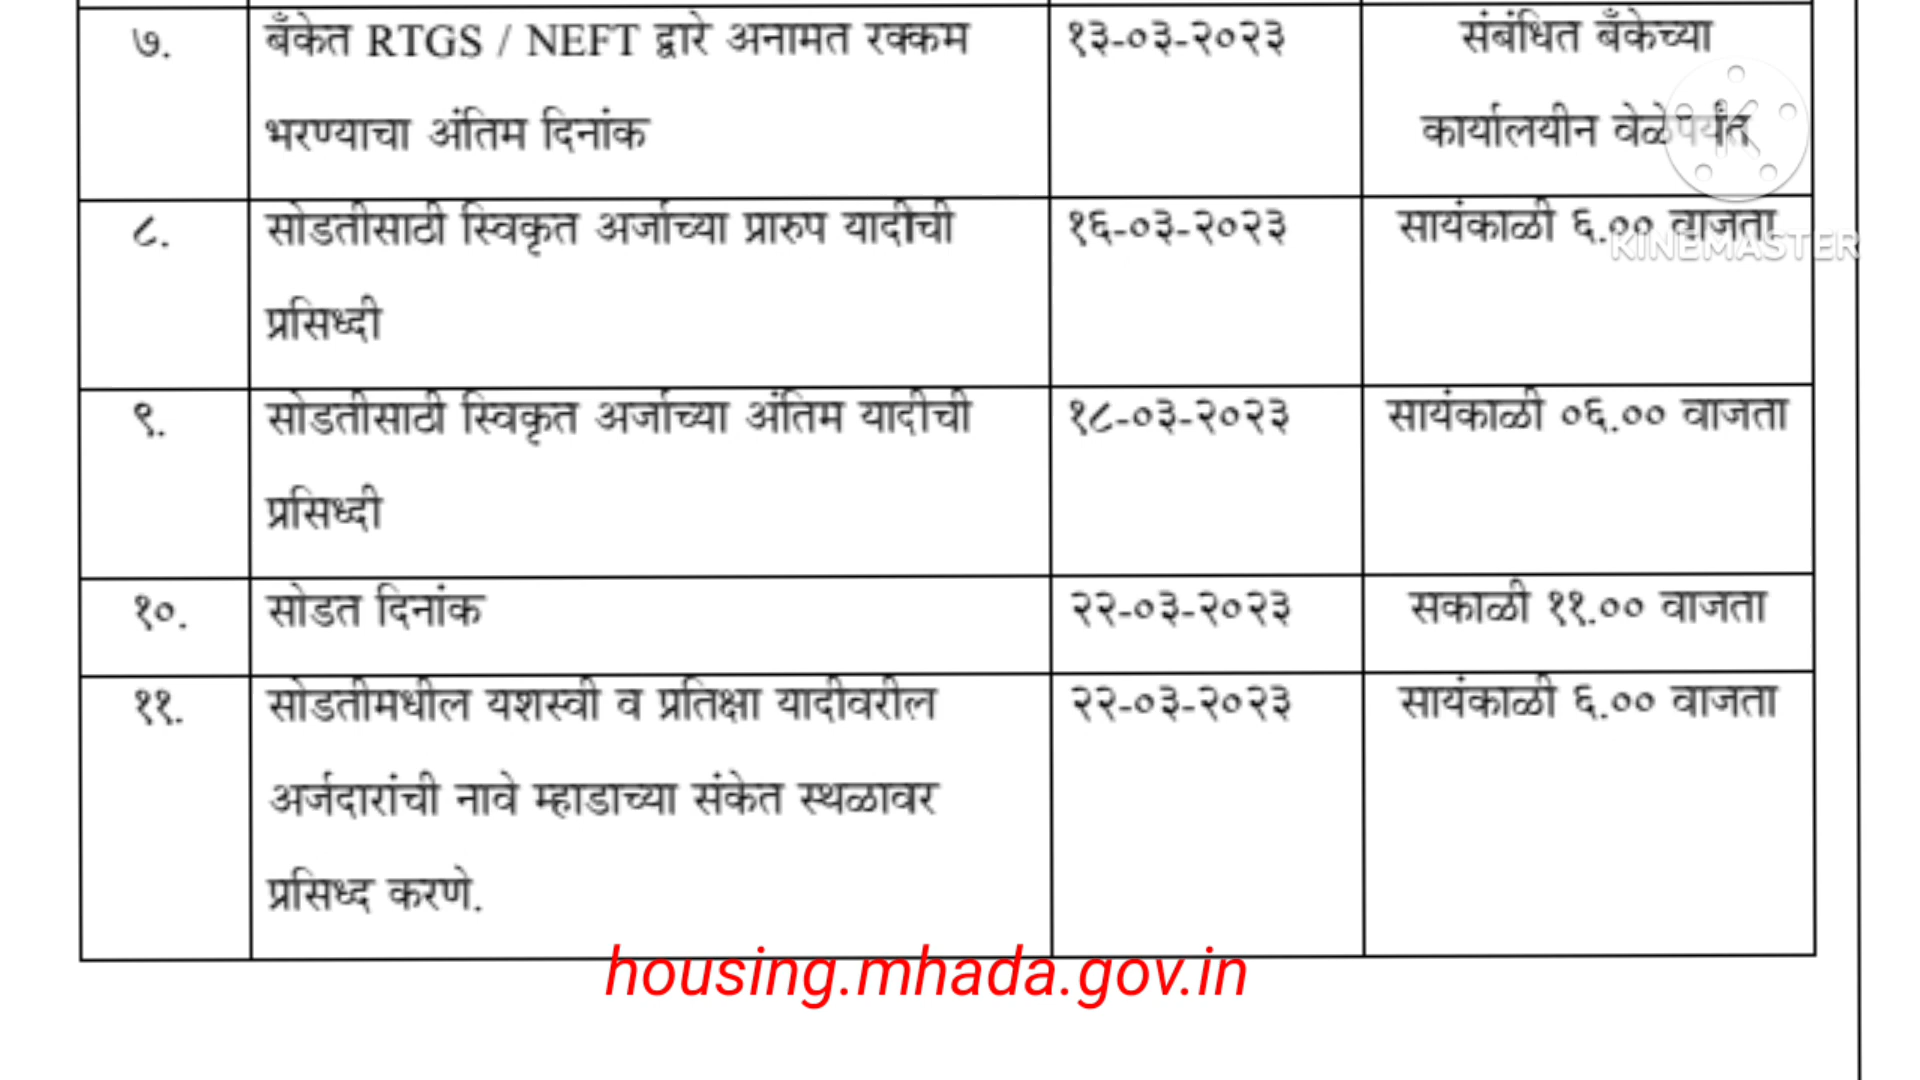 ७. बँकेत RTGS / NEFT द्वारे अनामत रक्कम १३-०३-२०२३ संबंधित बँकेच्या
भरण्याचा अंतिम दिनांक कार्यालयीन वेळेपर्यंत
८. सोडतीसाठी स्विकृत अर्जाच्या प्रारुप यादीची १६-०३-२०२३ सायंकाळी ६.०० वाजता
KINEMASTER
प्रसिध्दी
९. सोडतीसाठी स्विकृत अर्जाच्या अंतिम यादीची १८-०३-२०२३ सायंकाळी ०६.०० वाजता
प्रसिध्दी
१०. सोडत दिनांक २२-०३-२०२३ सकाळी ११.०० वाजता
११. सोडतीमधील यशस्वी व प्रतिक्षा यादीवरील २२-०३-२०२३ सायंकाळी ६.०० वाजता
अर्जदारांची नावे म्हाडाच्या संकेत स्थळावर
प्रसिध्द करणे.
housing.mhada.gov.in